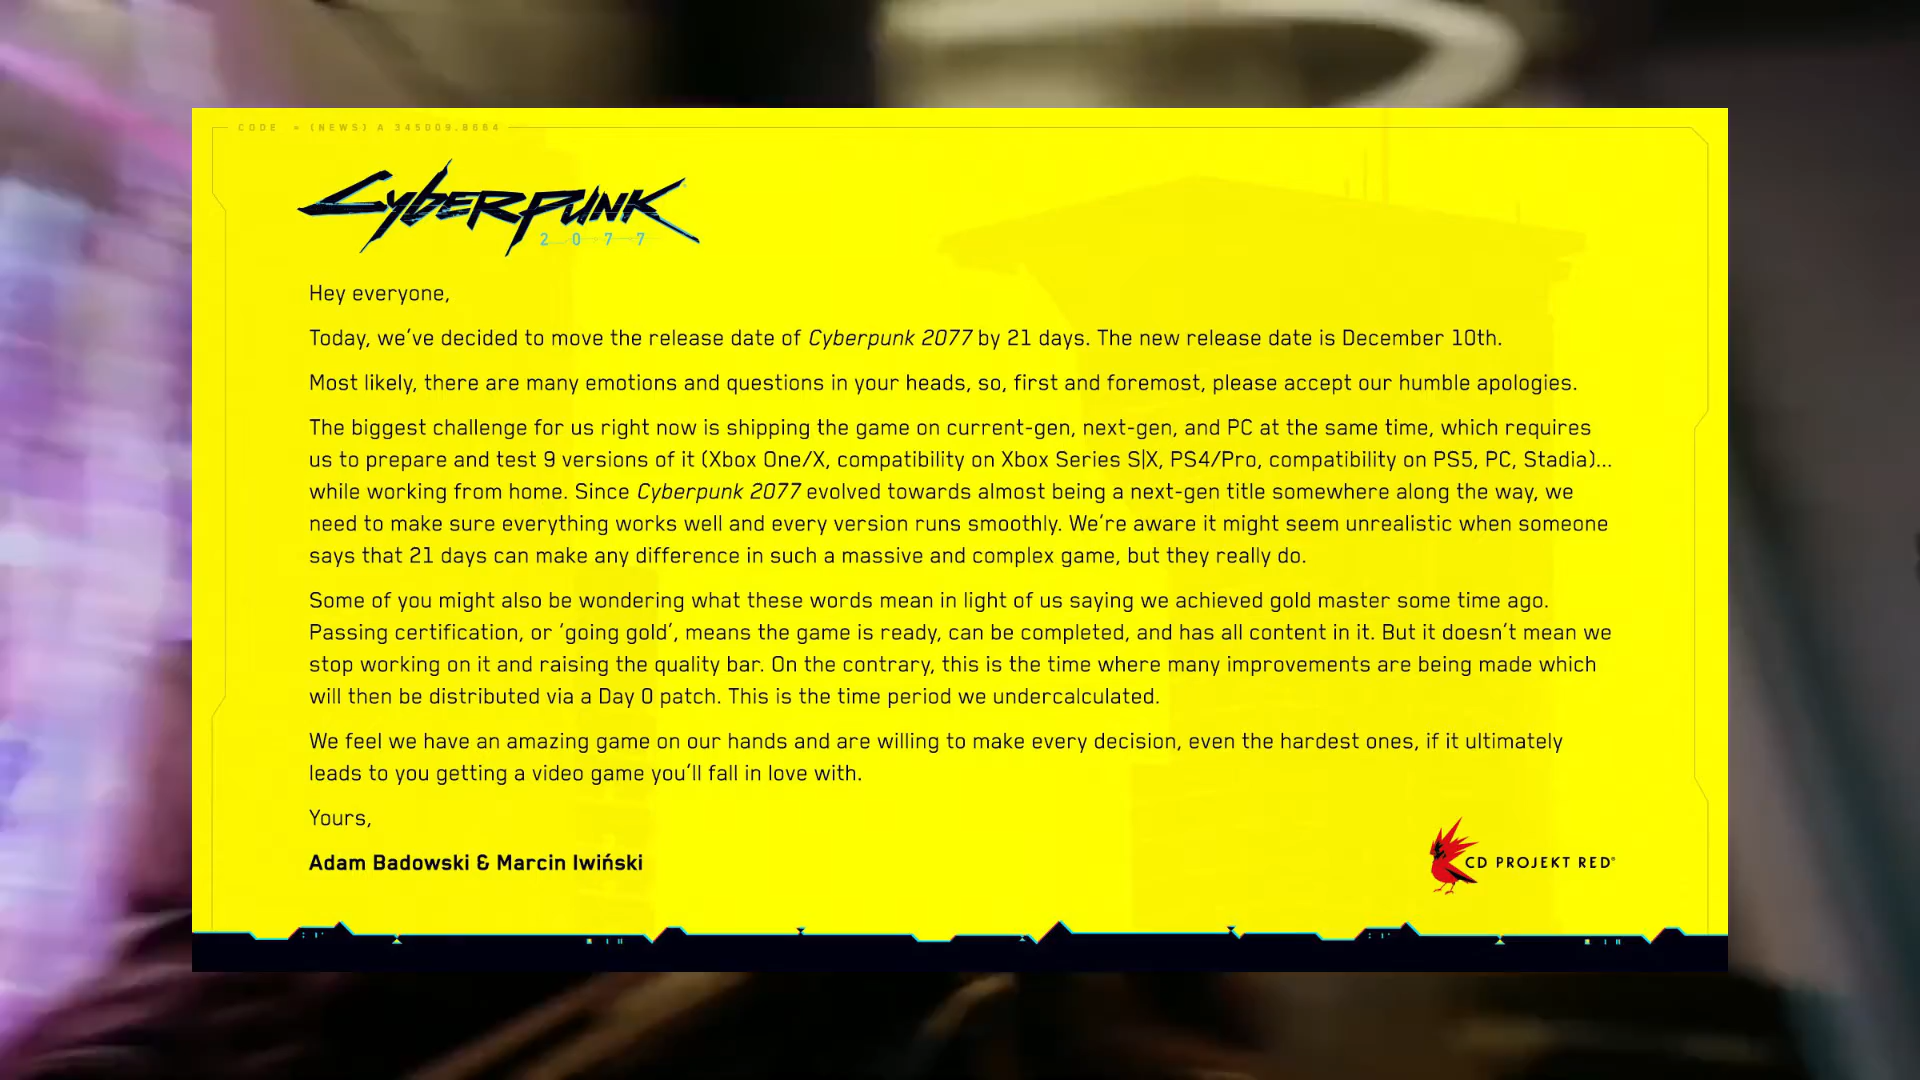 CODE = (NEWS) A 345009.8664
Cyberpunk
2077
Hey everyone,
Today, we've decided to move the release date of Cyberpunk 2077 by 21 days. The new release date is December 10th.
Most likely, there are many emotions and questions in your heads, so, first and foremost, please accept our humble apologies.
The biggest challenge for us right now is shipping the game on current-gen, next-gen, and PC at the same time, which requires
us to prepare and test 9 versions of it (Xbox One/X, compatibility on Xbox Series S|X, PS4/Pro, compatibility on PS5, PC, Stadia)...
while working from home. Since Cyberpunk 2077 evolved towards almost being a next-gen title somewhere along the way, we
need to make sure everything works well and every version runs smoothly. We're aware it might seem unrealistic when someone
says that 21 days can make any difference in such a massive and complex game, but they really do.
Some of you might also be wondering what these words mean in light of us saying we achieved gold master some time ago.
Passing certification, or 'going gold', means the game is ready, can be completed, and has all content in it. But it doesn't mean we
stop working on it and raising the quality bar. On the contrary, this is the time where many improvements are being made which
will then be distributed via a Day 0 patch. This is the time period we undercalculated.
We feel we have an amazing game on our hands and are willing to make every decision, even the hardest ones, if it ultimately
leads to you getting a video game you'll fall in love with.
Yours,
Adam Badowski & Marcin Iwiński
CD PROJEKT RED®